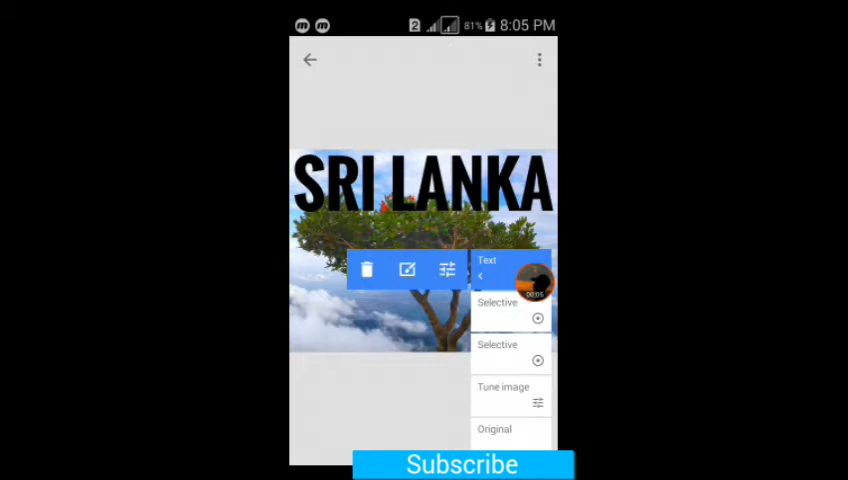 2 81% 8:05 PM
SRI LANKA
Text
00:05
Selective
Selective
Tune image
Original
Subscribe